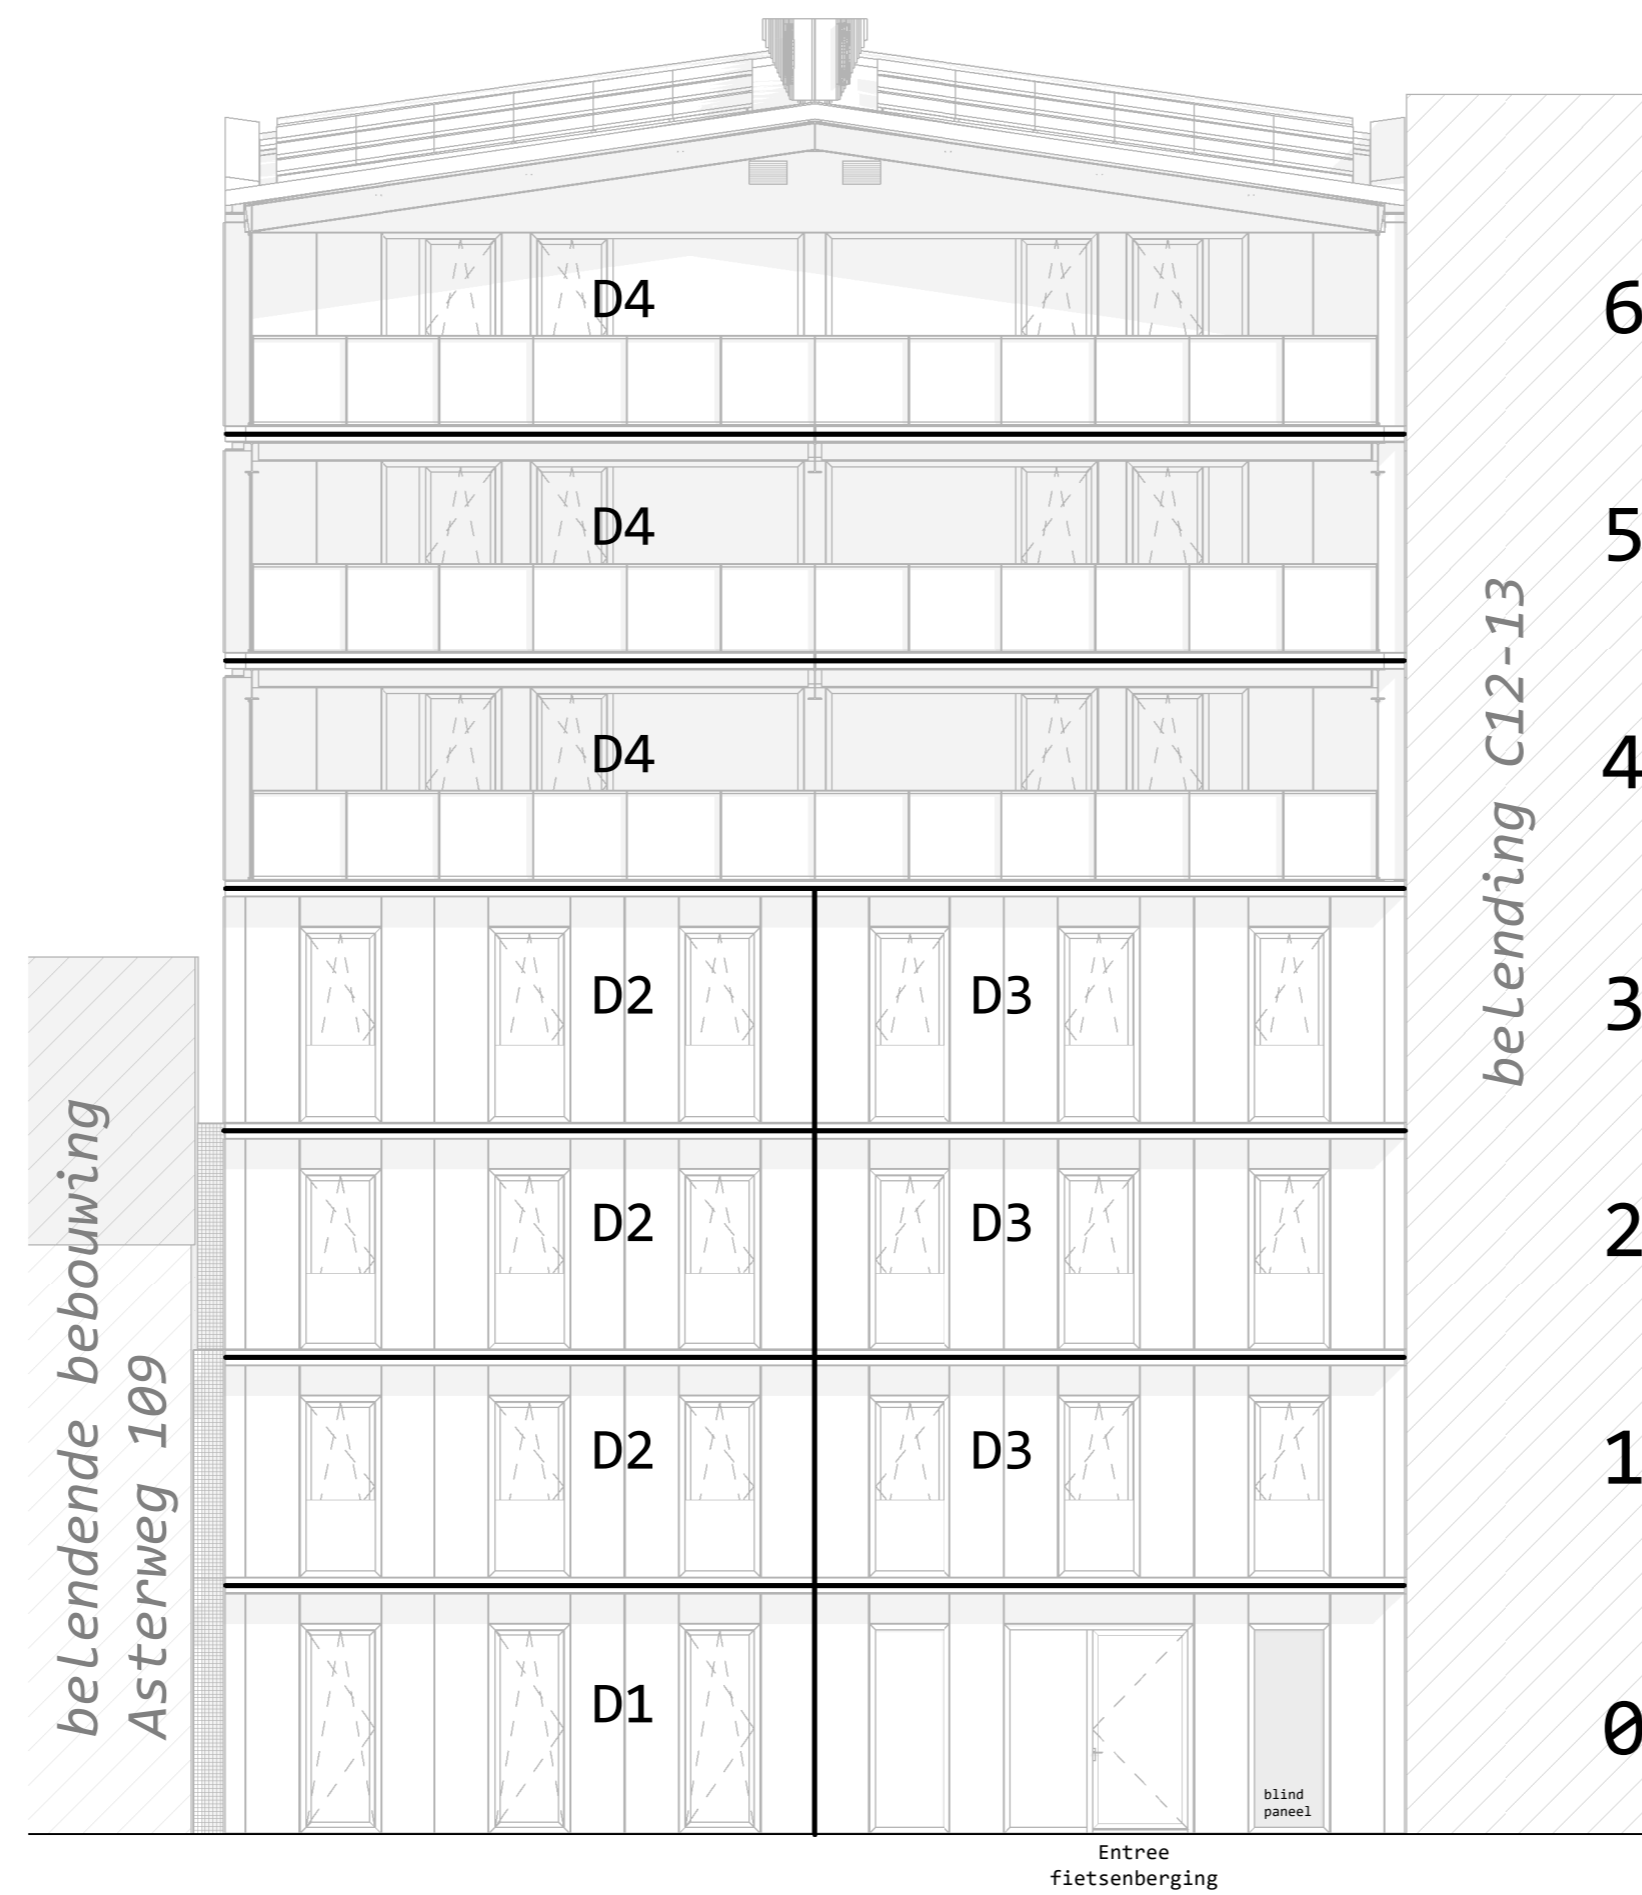 D4
6
D4
5
D4
4
belending C12-13
D2
D3
3
D2
D3
2
D2
D3
1
belendende bebouwing
Asterweg 109
D1
0
blind
paneel
Entree
fietsenberging